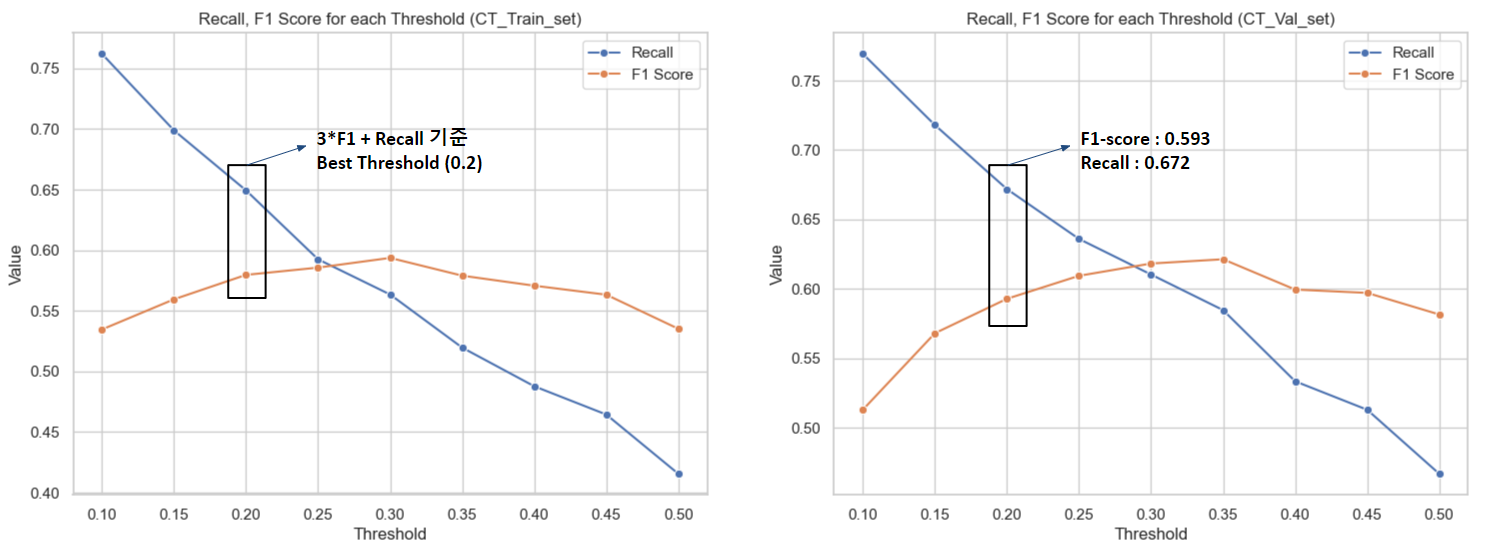 Recall, F1 Score for each Threshold (CT_Train_set)
Recall
F1 Score
3*F1 + Recall 기준
Best Threshold (0.2)
Value
0.75
0.70
0.65
0.60
0.55
0.50
0.45
0.40
0.10 0.15 0.20 0.25 0.30 0.35 0.40 0.45 0.50
Threshold
Recall, F1 Score for each Threshold (CT_Val_set)
Recall
F1 Score
F1-score : 0.593
Recall : 0.672
Value
0.75
0.70
0.65
0.60
0.55
0.50
0.10 0.15 0.20 0.25 0.30 0.35 0.40 0.45 0.50
Threshold